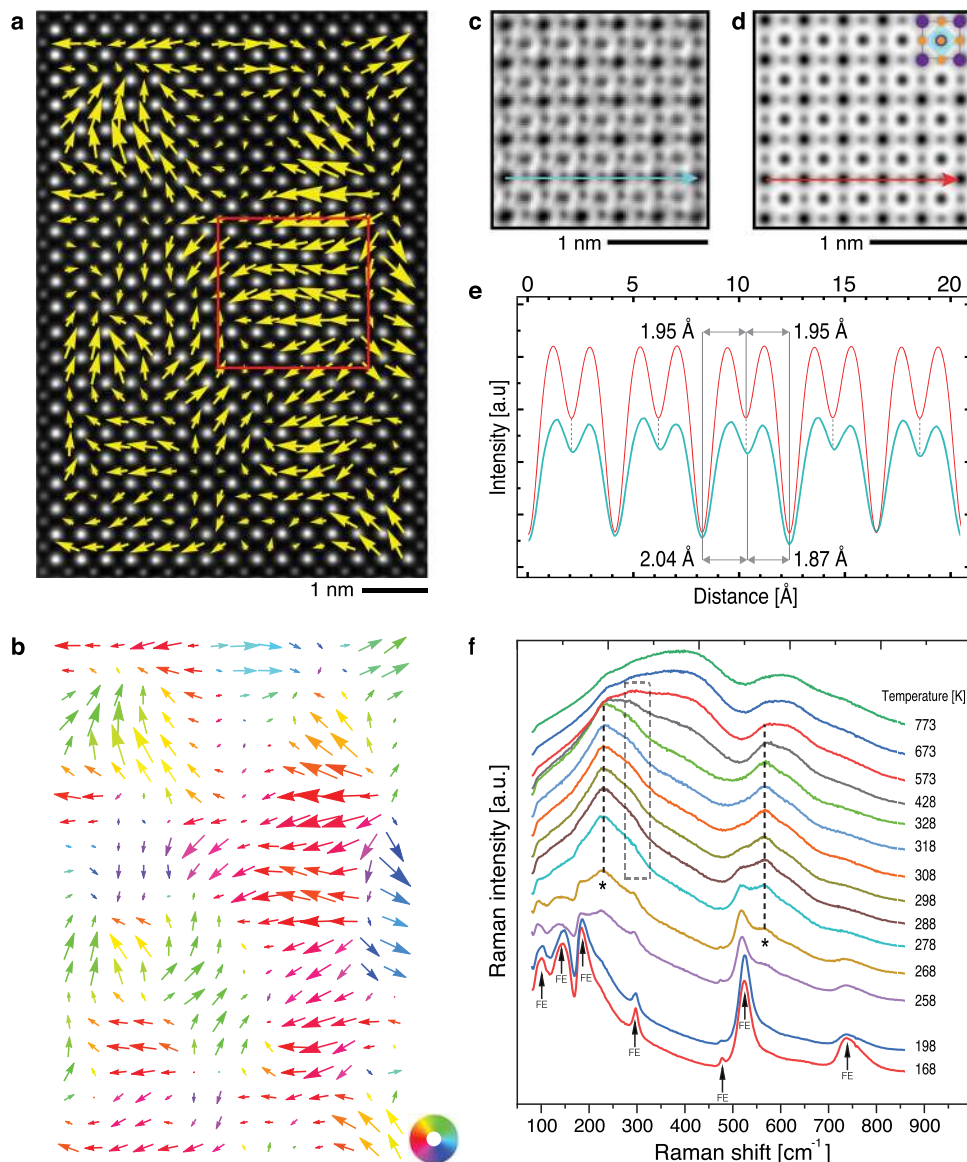 a
1 nm
b
c
1 nm
d
1 nm
e
0 5 10 15 20
1.95 Å 1.95 Å
2.04 Å 1.87 Å
Intensity [a.u]
Distance [Å]
f
Temperature [K]
773
673
573
428
328
318
308
298
288
278
268
258
198
168
* *
FE FE FE FE FE FE FE
Raman intensity [a.u.]
100 200 300 400 500 600 700 800 900
Raman shift [cm⁻¹]